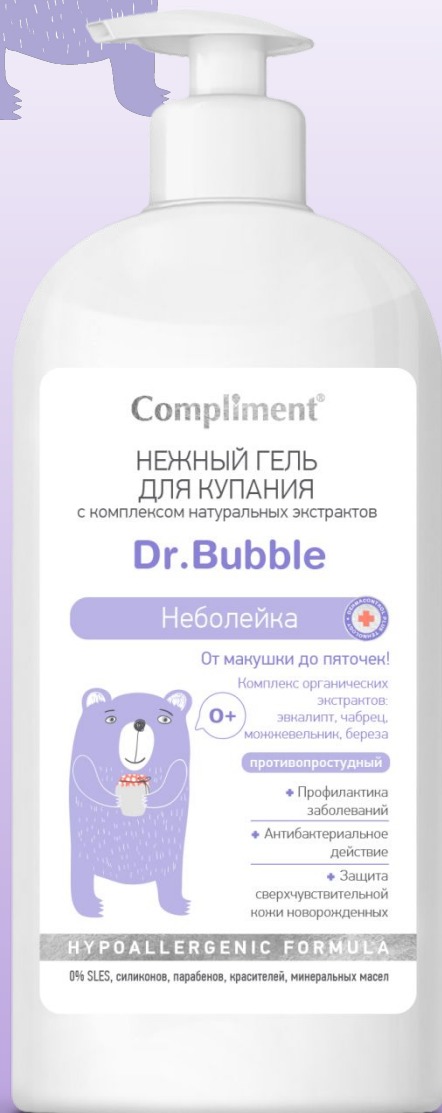 Compliment®
НЕЖНЫЙ ГЕЛЬ
ДЛЯ КУПАНИЯ
с комплексом натуральных экстрактов
Dr.Bubble
Неболейка
От макушки до пяточек!
Комплекс органических
экстрактов:
эвкалипт, чабрец,
можжевельник, береза
0+
противопростудный
Профилактика
заболеваний
Антибактериальное
действие
Защита
сверхчувствительной
кожи новорожденных
HYPOALLERGENIC FORMULA
0% SLES, силиконов, парабенов, красителей, минеральных масел